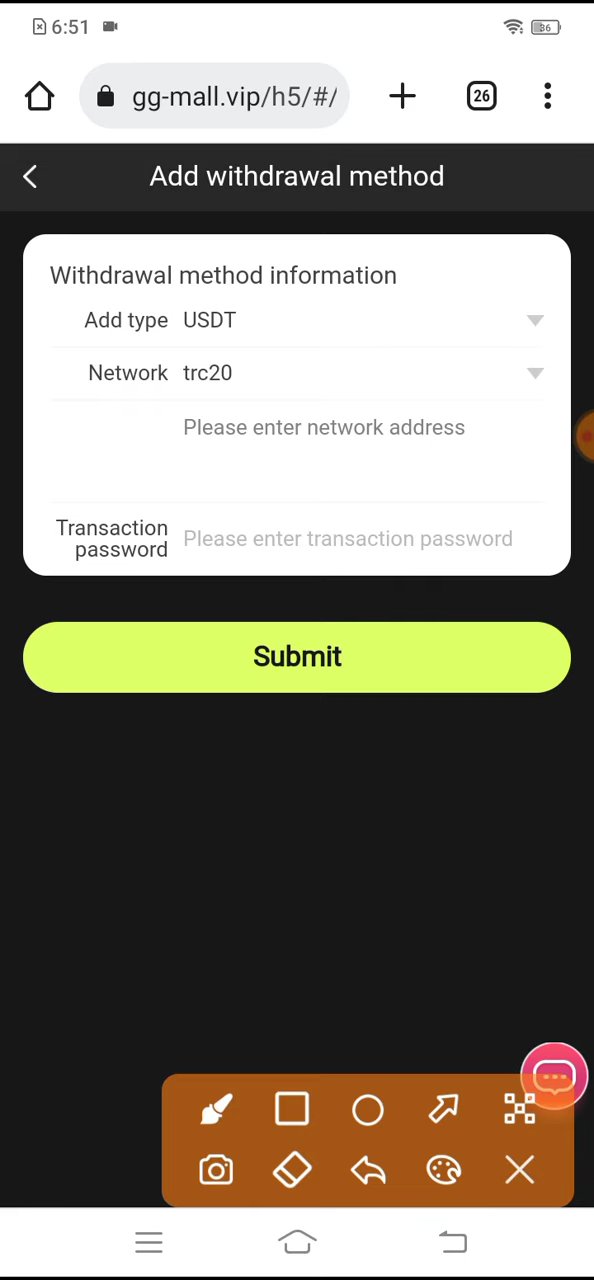 6:51
36
gg-mall.vip/h5/#/
26
Add withdrawal method
Withdrawal method information
Add type USDT
Network trc20
Please enter network address
Transaction
password Please enter transaction password
Submit